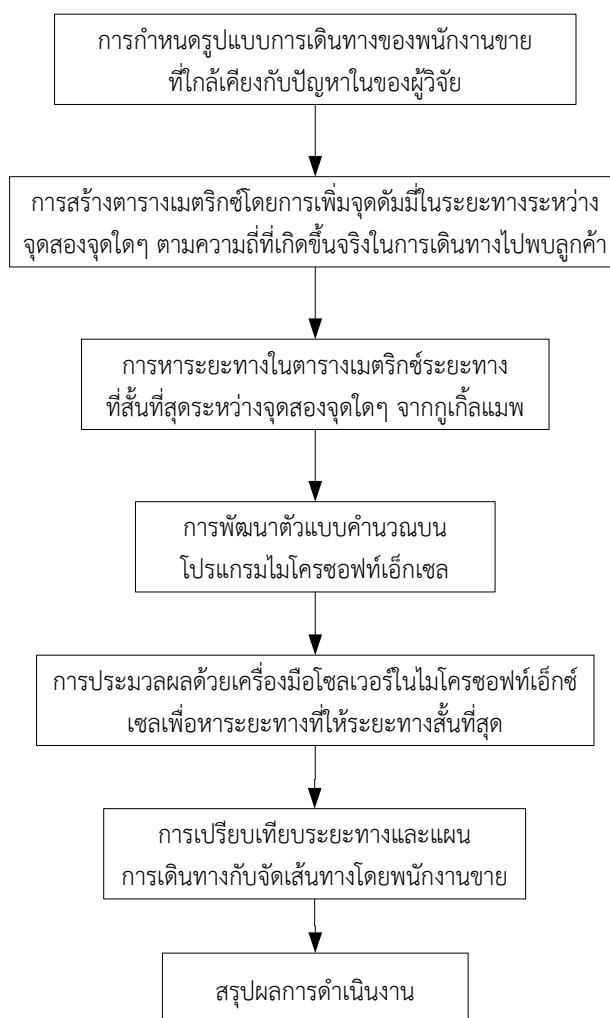 การกำหนดรูปแบบการเดินทางของพนักงานขาย
ที่ใกล้เคียงกับปัญหาในของผู้วิจัย
การสร้างตารางเมตริกซ์โดยการเพิ่มจุดดัมมี่ในระยะทางระหว่าง
จุดสองจุดใดๆ ตามความถี่ที่เกิดขึ้นจริงในการเดินทางไปพบลูกค้า
การหาระยะทางในตารางเมตริกซ์ระยะทาง
ที่สั้นที่สุดระหว่างจุดสองจุดใดๆ จากกูเกิ้ลแมพ
การพัฒนาตัวแบบคำนวณบน
โปรแกรมไมโครซอฟท์เอ็กเซล
การประมวลผลด้วยเครื่องมือโซลเวอร์ในไมโครซอฟท์เอ็กซ์
เซลเพื่อหาระยะทางที่ให้ระยะทางสั้นที่สุด
การเปรียบเทียบระยะทางและแผน
การเดินทางกับจัดเส้นทางโดยพนักงานขาย
สรุปผลการดำเนินงาน